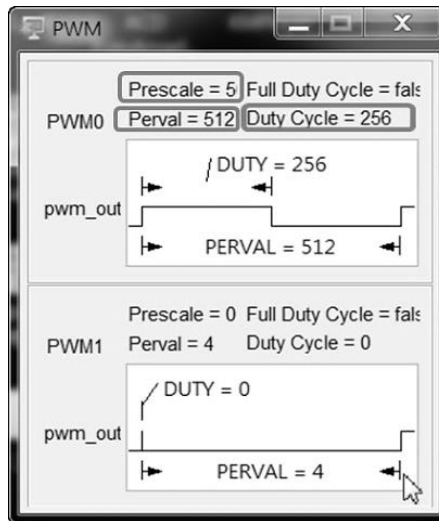 PWM
Prescale = 5 Full Duty Cycle = fals
PWM0 Perval = 512 Duty Cycle = 256
DUTY = 256
pwm_out
PERVAL = 512
Prescale = 0 Full Duty Cycle = fals
PWM1 Perval = 4 Duty Cycle = 0
DUTY = 0
pwm_out
PERVAL = 4